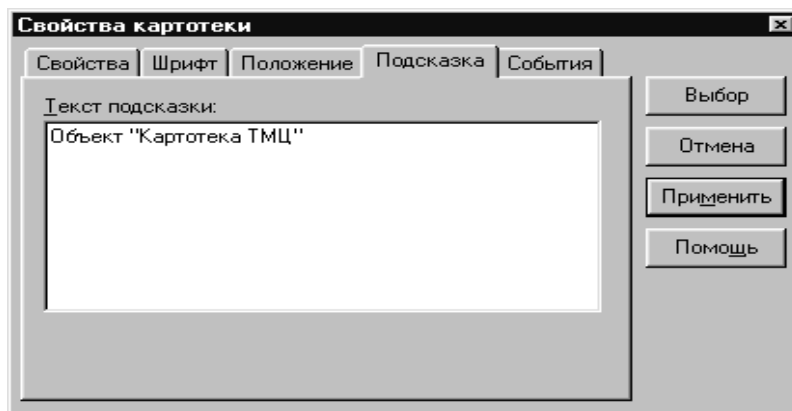 Свойства картотеки
Свойства Шрифт Положение Подсказка События
Текст подсказки:
Объект "Картотека ТМЦ"
Выбор
Отмена
Применить
Помощь